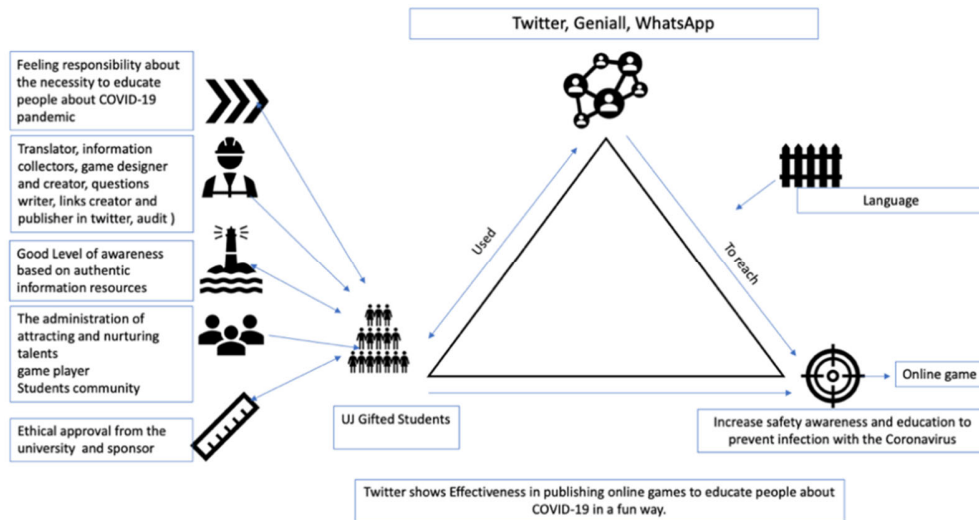 Twitter, Geniall, WhatsApp
Feeling responsibility about
the necessity to educate
people about COVID-19
pandemic
Translator, information
collectors, game designer
and creator, questions
writer, links creator and
publisher in twitter, audit )
Good Level of awareness
based on authentic
information resources
The administration of
attracting and nurturing
talents
game player
Students community
Ethical approval from the
university and sponsor
UJ Gifted Students
Used
To reach
Language
Online game
Increase safety awareness and education to
prevent infection with the Coronavirus
Twitter shows Effectiveness in publishing online games to educate people about
COVID-19 in a fun way.